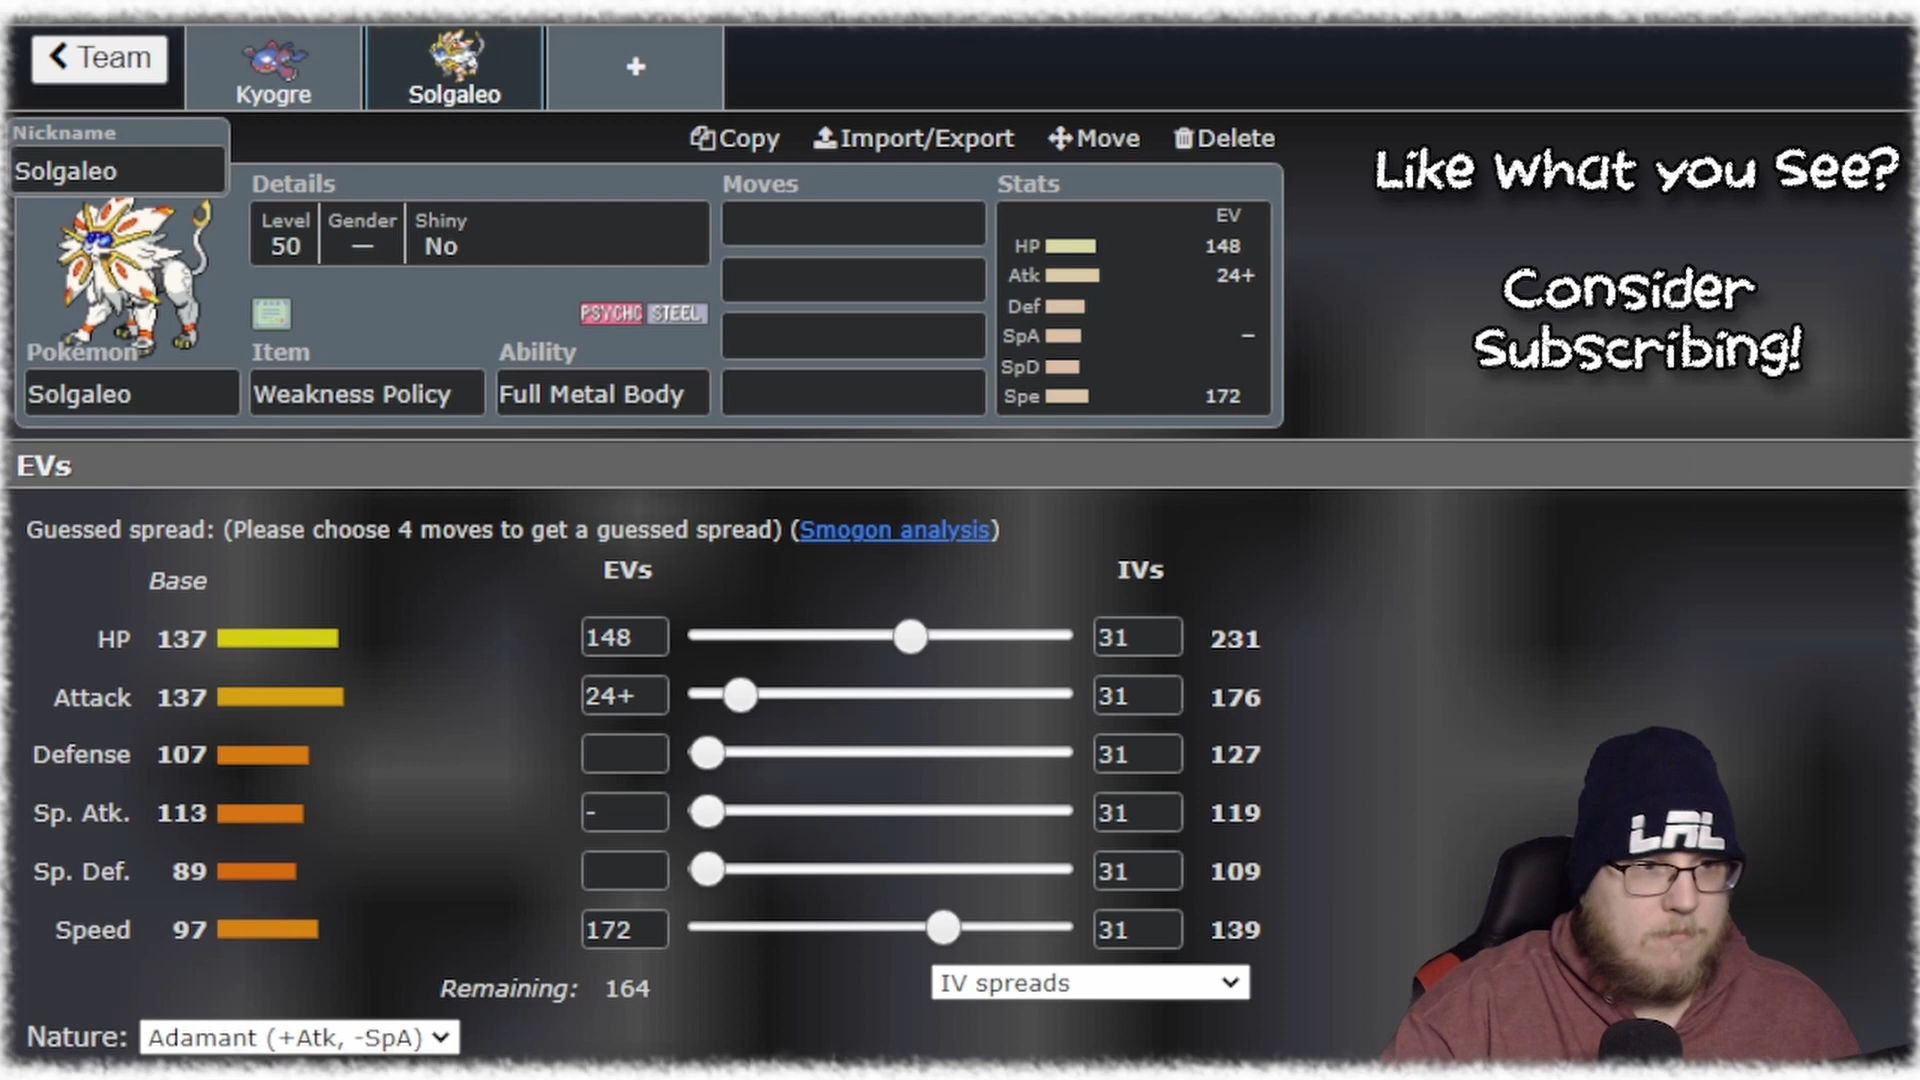 Team
Kyogre
Solgaleo
+
Copy
Import/Export
Move
Delete
Nickname
Solgaleo
Details
Level
50
Gender
—
Shiny
No
PSYCHC STEEL
Pokémon
Solgaleo
Item
Weakness Policy
Ability
Full Metal Body
Moves
Stats
EV
HP 148
Atk 24+
Def
SpA –
SpD
Spe 172
Like What you See?
Consider
Subscribing!
EVs
Guessed spread: (Please choose 4 moves to get a guessed spread) (Smogon analysis)
Base EVs IVs
HP 137 148 31 231
Attack 137 24+ 31 176
Defense 107 31 127
Sp. Atk. 113 - 31 119
Sp. Def. 89 31 109
Speed 97 172 31 139
Remaining: 164
IV spreads
Nature: Adamant (+Atk, -SpA)
LAL